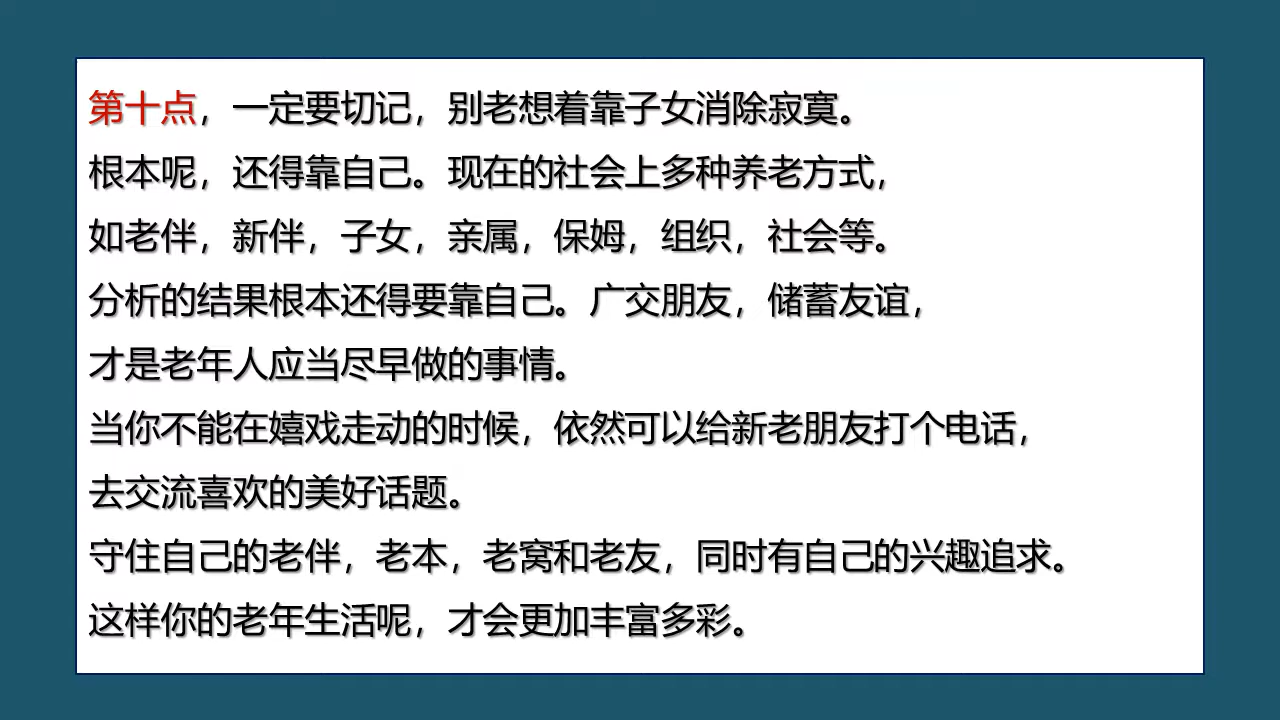 第十点，一定要切记，别老想着靠子女消除寂寞。
根本呢，还得靠自己。现在的社会上多种养老方式，
如老伴，新伴，子女，亲属，保姆，组织，社会等。
分析的结果根本还得要靠自己。广交朋友，储蓄友谊，
才是老年人应当尽早做的事情。
当你不能在嬉戏走动的时候，依然可以给新老朋友打个电话，
去交流喜欢的美好话题。
守住自己的老伴，老本，老窝和老友，同时有自己的兴趣追求。
这样你的老年生活呢，才会更加丰富多彩。